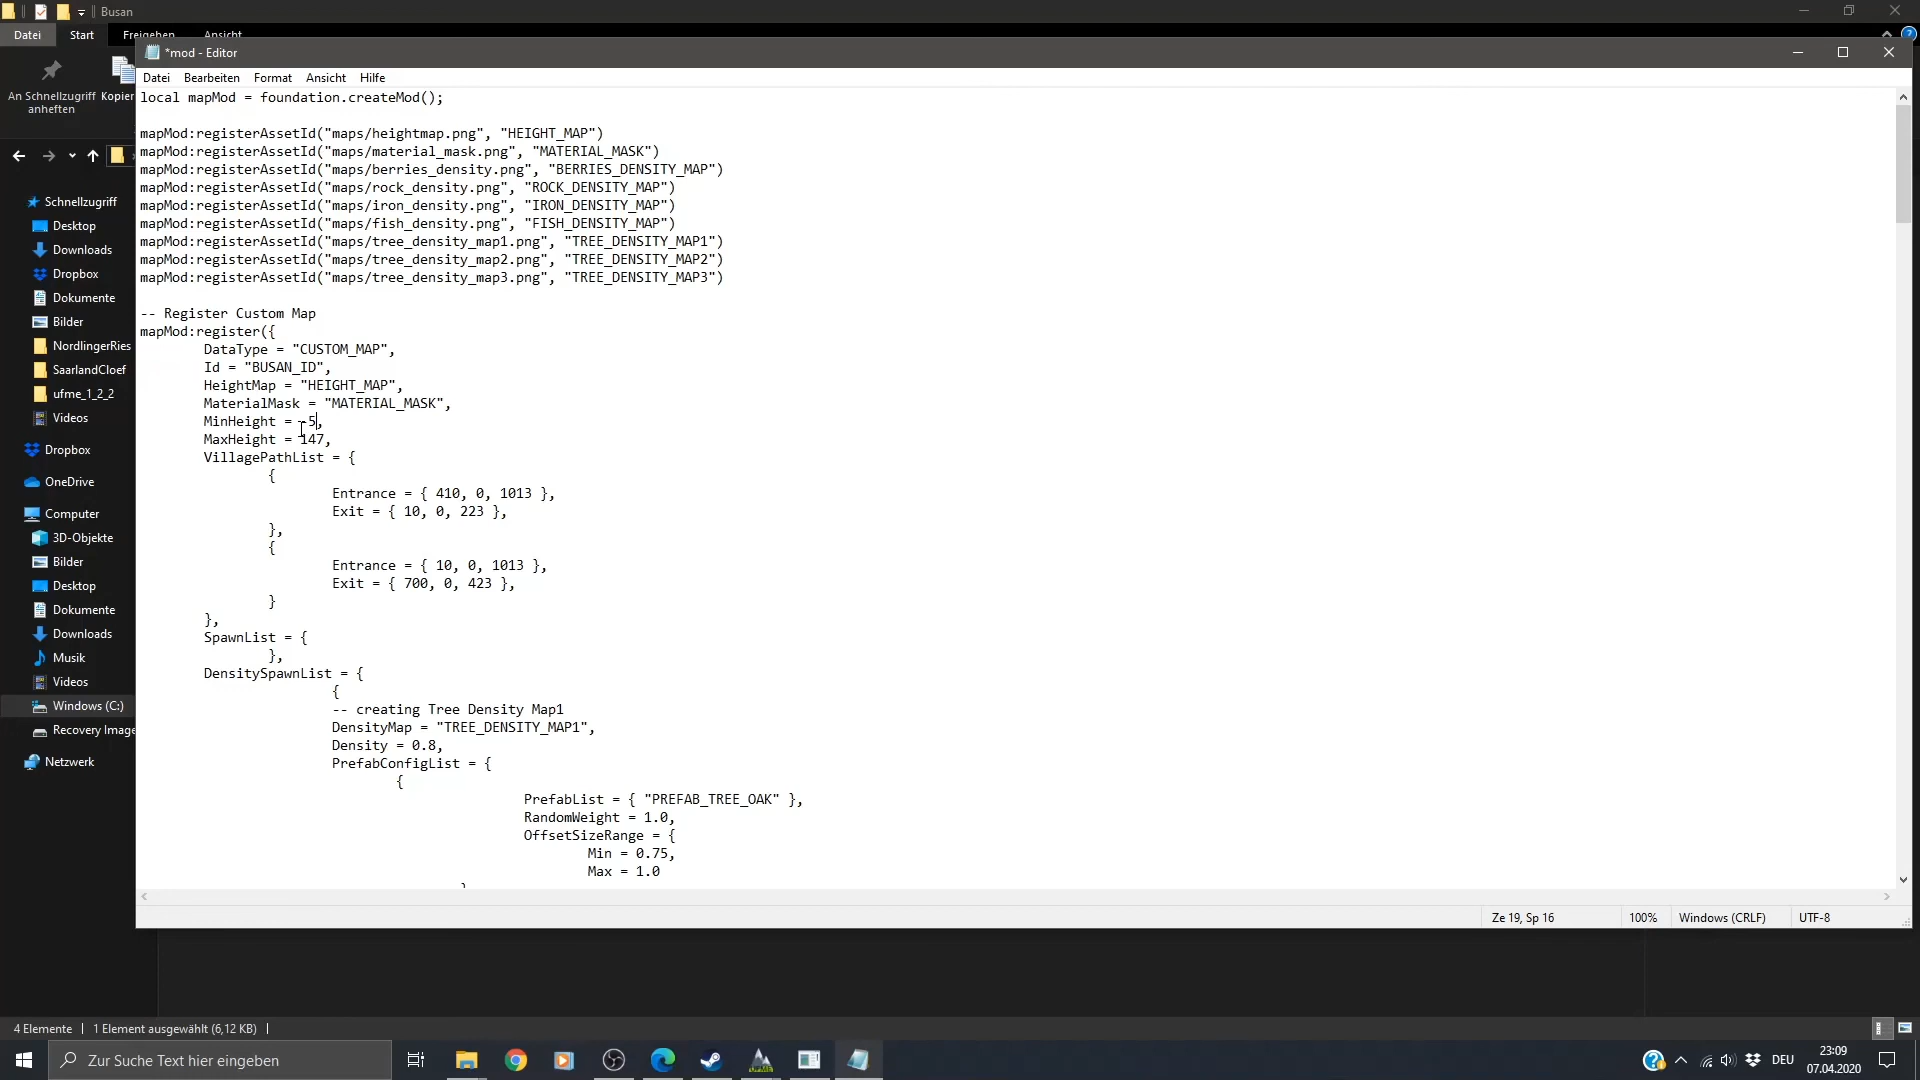 Busan
Datei Start Freigeben Ansicht
*mod - Editor
Datei Bearbeiten Format Ansicht Hilfe
An Schnellzugriff anheften
Kopier
local mapMod = foundation.createMod();
mapMod:registerAssetId("maps/heightmap.png", "HEIGHT_MAP")
mapMod:registerAssetId("maps/material_mask.png", "MATERIAL_MASK")
mapMod:registerAssetId("maps/berries_density.png", "BERRIES_DENSITY_MAP")
mapMod:registerAssetId("maps/rock_density.png", "ROCK_DENSITY_MAP")
mapMod:registerAssetId("maps/iron_density.png", "IRON_DENSITY_MAP")
mapMod:registerAssetId("maps/fish_density.png", "FISH_DENSITY_MAP")
mapMod:registerAssetId("maps/tree_density_map1.png", "TREE_DENSITY_MAP1")
mapMod:registerAssetId("maps/tree_density_map2.png", "TREE_DENSITY_MAP2")
mapMod:registerAssetId("maps/tree_density_map3.png", "TREE_DENSITY_MAP3")
-- Register Custom Map
mapMod:register({
DataType = "CUSTOM_MAP",
Id = "BUSAN_ID",
HeightMap = "HEIGHT_MAP",
MaterialMask = "MATERIAL_MASK",
MinHeight = -5,
MaxHeight = 147,
VillagePathList = {
{
Entrance = { 410, 0, 1013 },
Exit = { 10, 0, 223 },
},
{
Entrance = { 10, 0, 1013 },
Exit = { 700, 0, 423 },
}
},
SpawnList = {
},
DensitySpawnList = {
{
-- creating Tree Density Map1
DensityMap = "TREE_DENSITY_MAP1",
Density = 0.8,
PrefabConfigList = {
{
PrefabList = { "PREFAB_TREE_OAK" },
RandomWeight = 1.0,
OffsetSizeRange = {
Min = 0.75,
Max = 1.0
}
Schnellzugriff
Desktop
Downloads
Dropbox
Dokumente
Bilder
NordlingerRies
SaarlandCloef
ufme_1_2_2
Videos
Dropbox
OneDrive
Computer
3D-Objekte
Bilder
Desktop
Dokumente
Downloads
Musik
Videos
Windows (C:)
Recovery Image
Netzwerk
Ze 19, Sp 16 100% Windows (CRLF) UTF-8
4 Elemente 1 Element ausgewählt (6,12 KB)
Zur Suche Text hier eingeben
DEU
23:09
07.04.2020